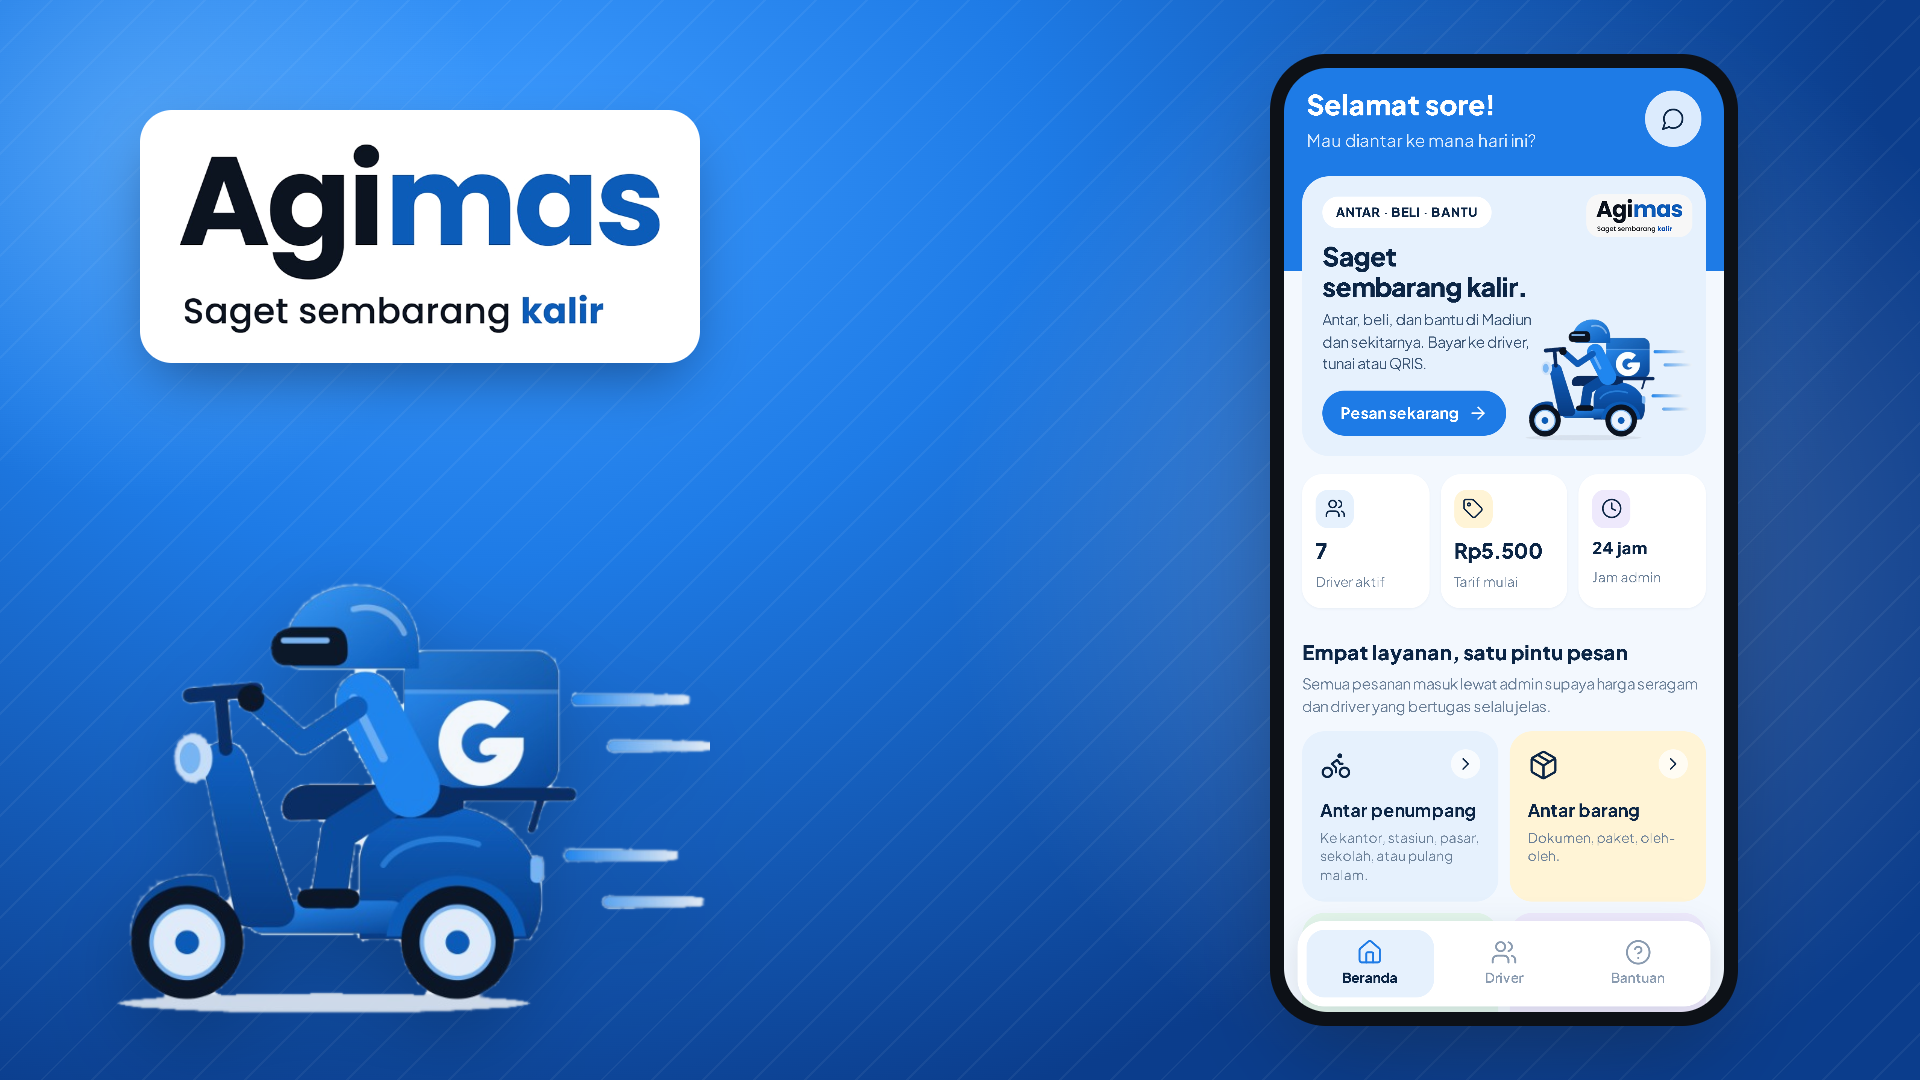 Agimas
Saget sembarang kalir
G
Selamat sore!
Mau diantar ke mana hari ini?
ANTAR · BELI · BANTU
Agimas
Saget sembarang kalir
Saget
sembarang kalir.
Antar, beli, dan bantu di Madiun
dan sekitarnya. Bayar ke driver,
tunai atau QRIS.
G
Pesan sekarang
7
Driver aktif
Rp5.500
Tarif mulai
24 jam
Jam admin
Empat layanan, satu pintu pesan
Semua pesanan masuk lewat admin supaya harga seragam
dan driver yang bertugas selalu jelas.
Antar penumpang
Ke kantor, stasiun, pasar,
sekolah, atau pulang
malam.
Antar barang
Dokumen, paket, oleh-
oleh.
Beranda
Driver
Bantuan